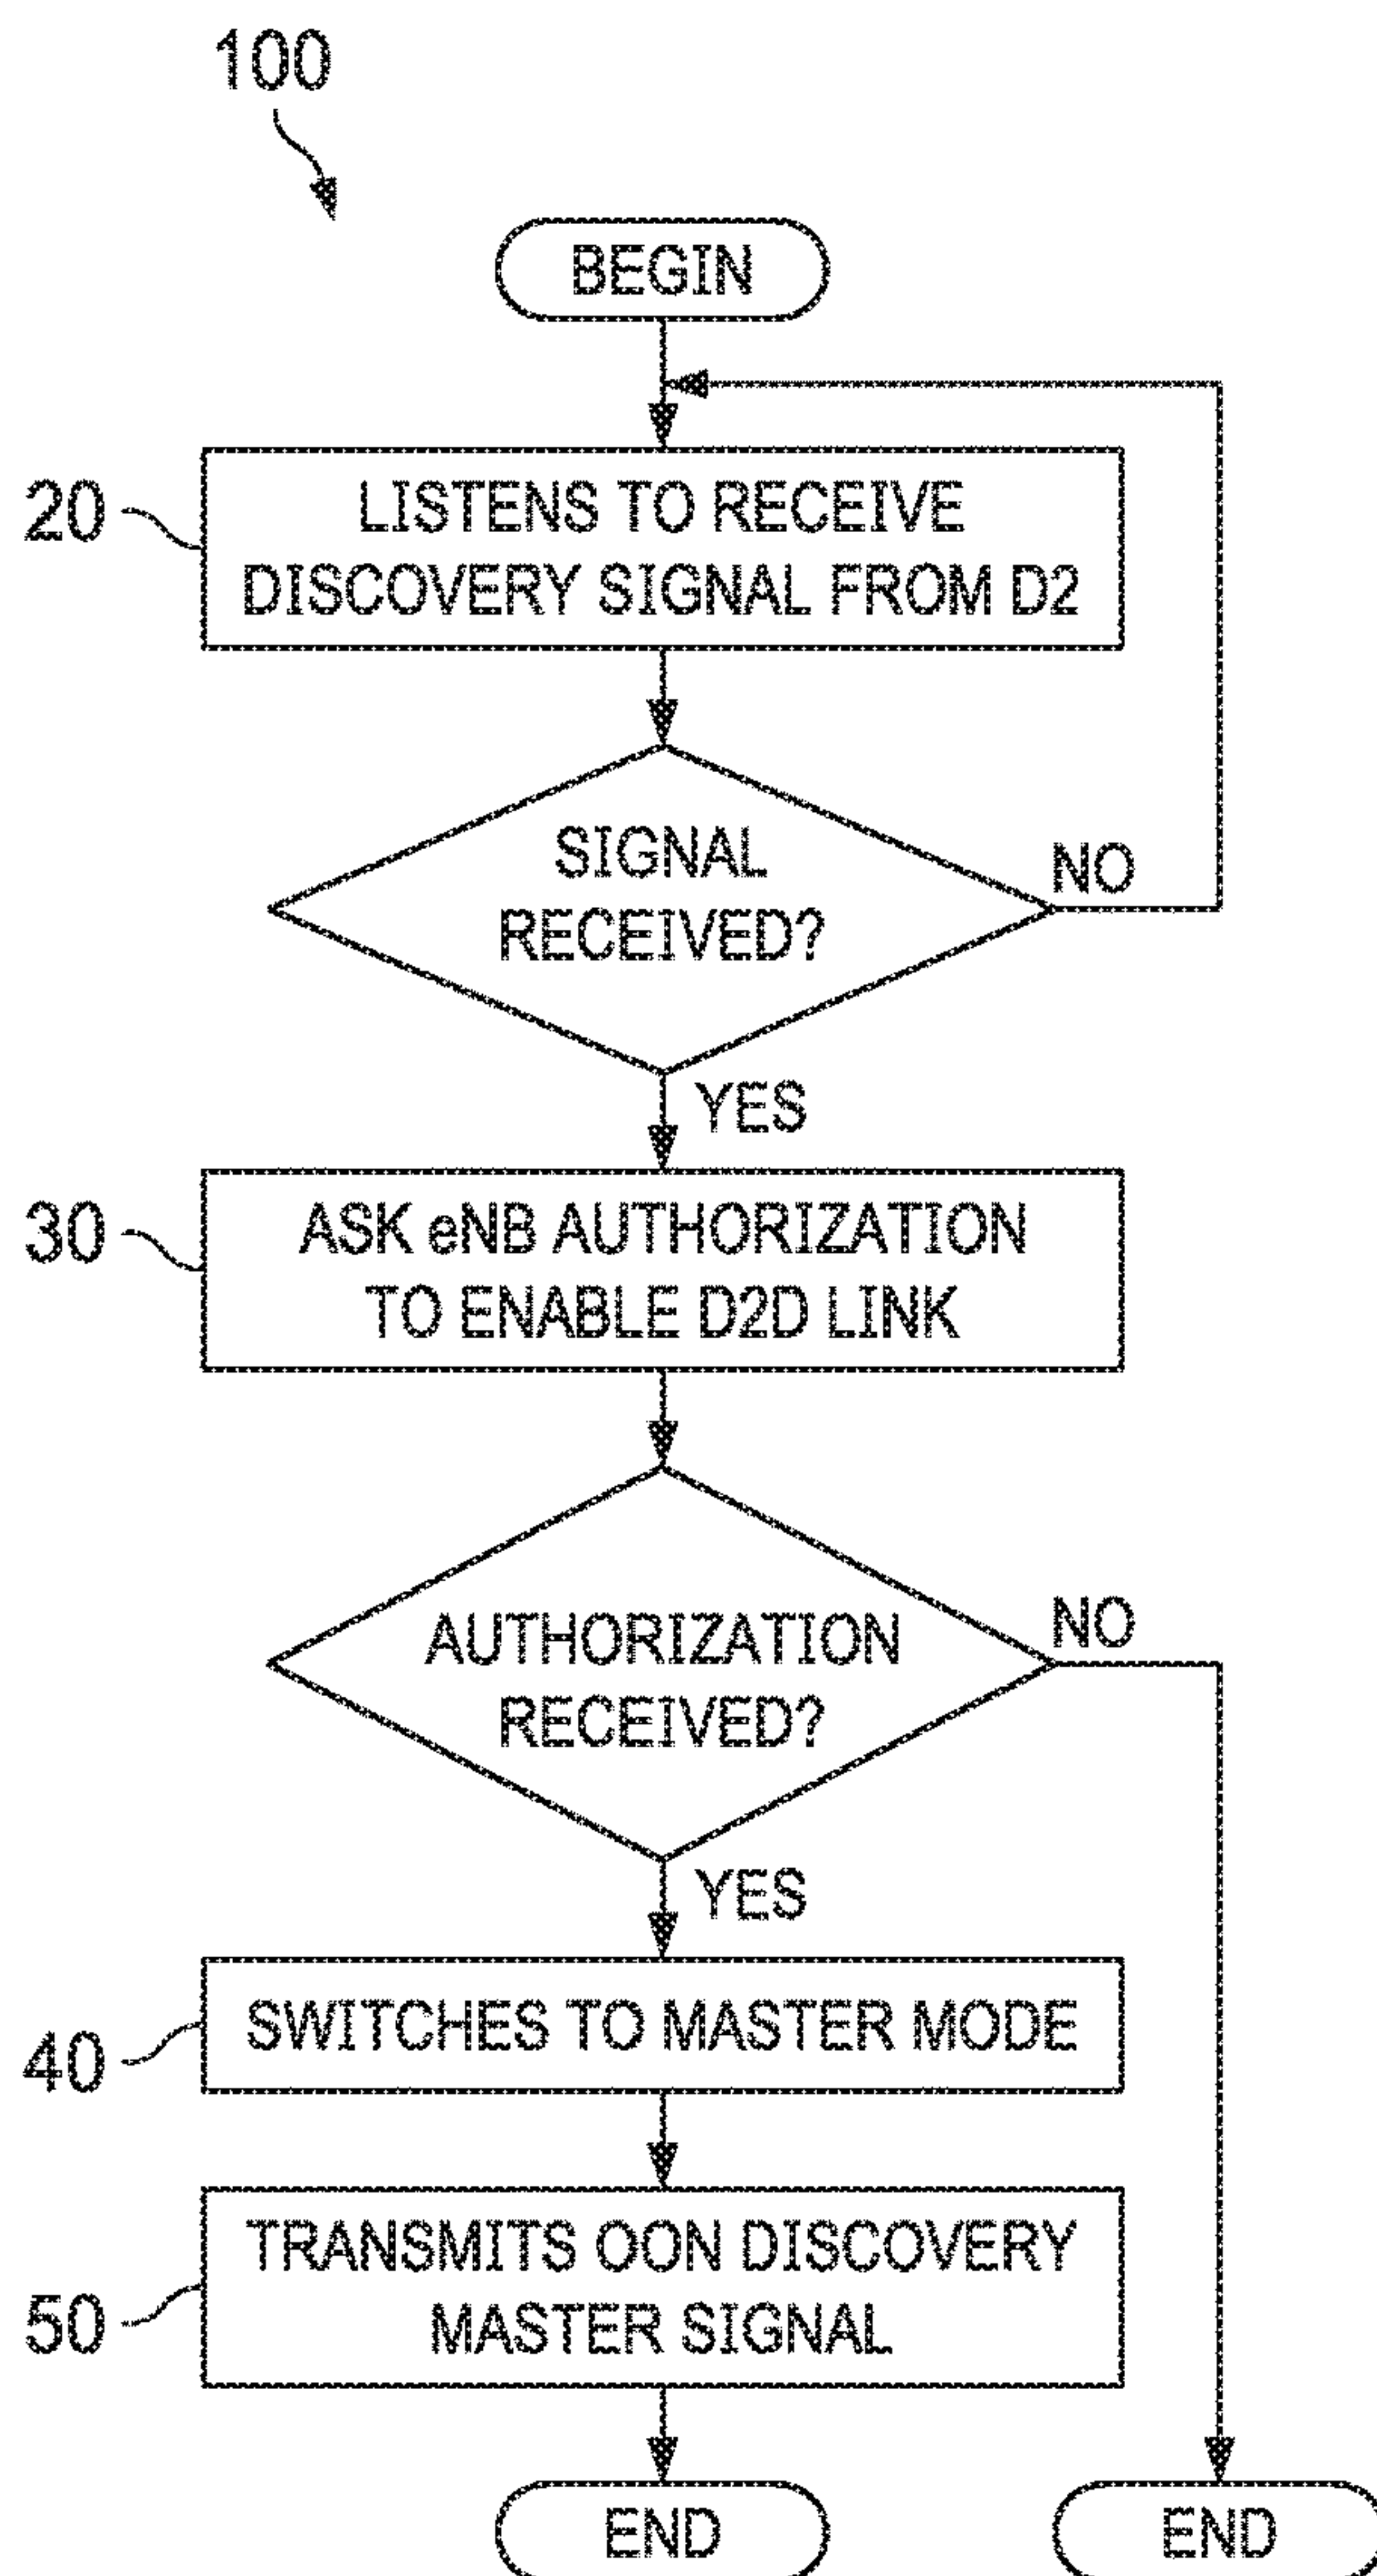 100
BEGIN
20
LISTENS TO RECEIVE
DISCOVERY SIGNAL FROM D2
SIGNAL
RECEIVED?
NO
YES
30
ASK eNB AUTHORIZATION
TO ENABLE D2D LINK
AUTHORIZATION
RECEIVED?
NO
YES
40
SWITCHES TO MASTER MODE
50
TRANSMITS OON DISCOVERY
MASTER SIGNAL
END
END